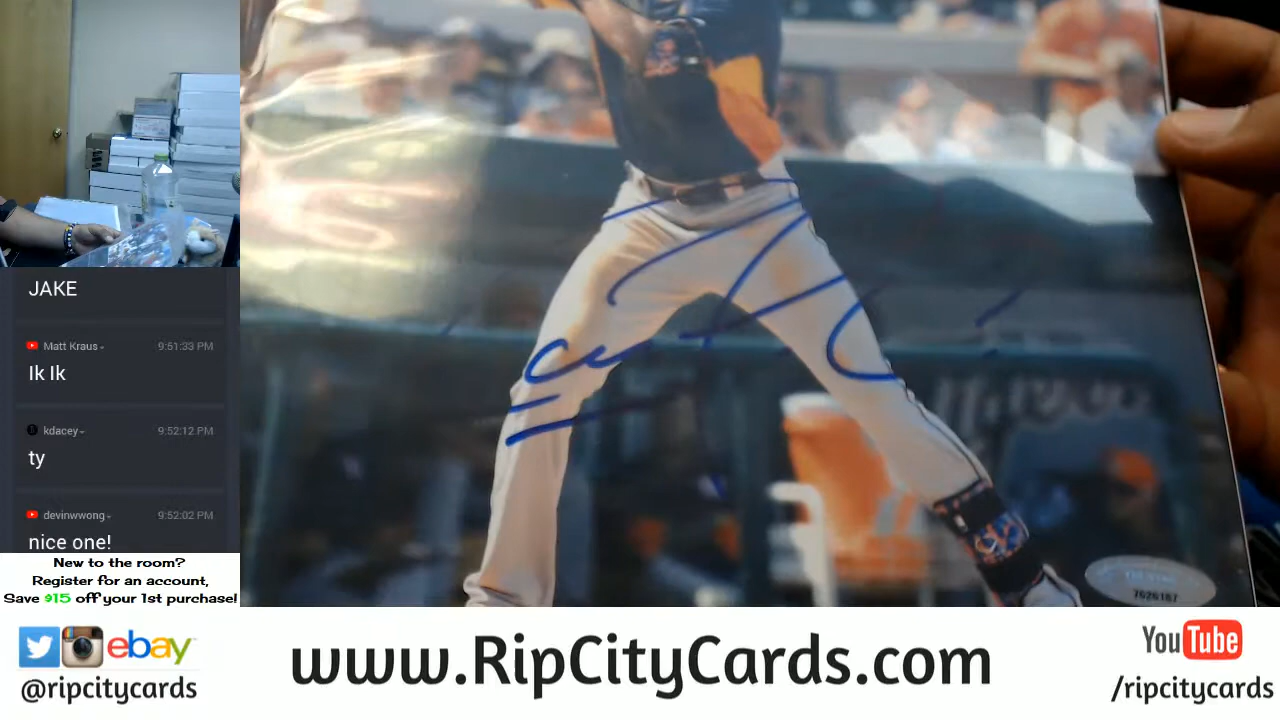 JAKE
Matt Kraus
9:51:33 PM
Ik Ik
kdacey
9:52:12 PM
ty
devinwwong
9:52:02 PM
nice one!
New to the room?
Register for an account,
Save $15 off your 1st purchase!
ebay
@ripcitycards
www.RipCityCards.com
YouTube
/ripcitycards
7626187